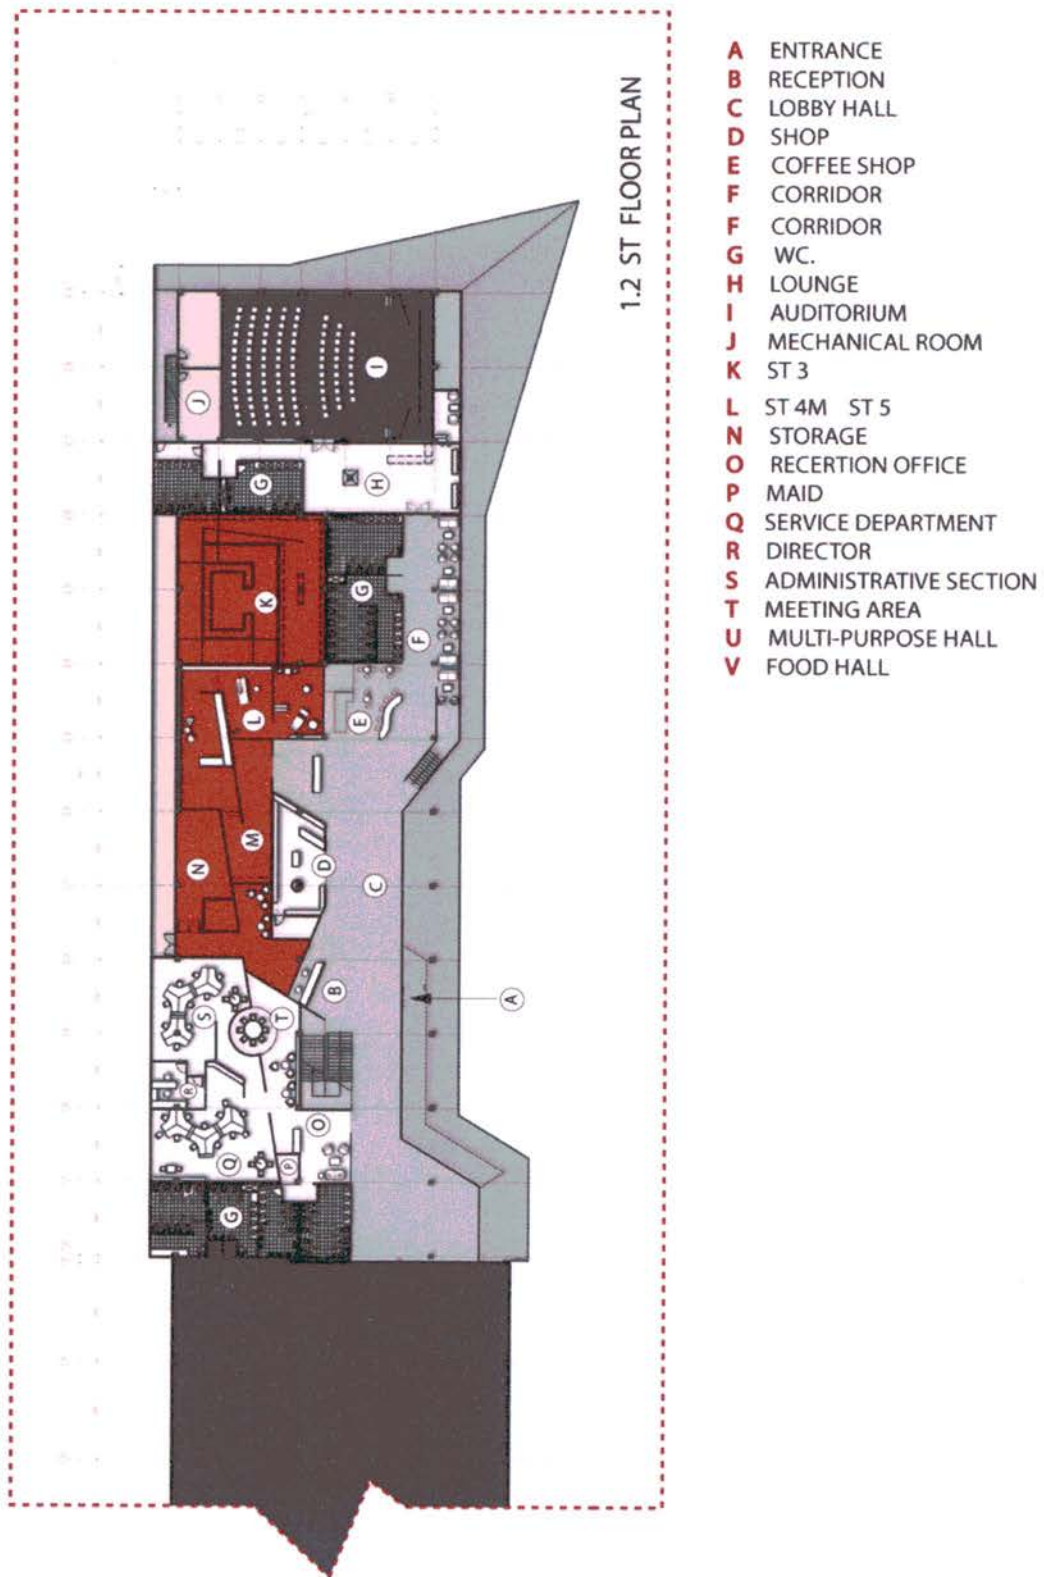 1.2 ST FLOOR PLAN
A ENTRANCE
B RECEPTION
C LOBBY HALL
D SHOP
E COFFEE SHOP
F CORRIDOR
F CORRIDOR
G WC.
H LOUNGE
I AUDITORIUM
J MECHANICAL ROOM
K ST 3
L ST 4M ST 5
N STORAGE
O RECERTION OFFICE
P MAID
Q SERVICE DEPARTMENT
R DIRECTOR
S ADMINISTRATIVE SECTION
T MEETING AREA
U MULTI-PURPOSE HALL
V FOOD HALL
I
J
G
H
K
G
F
L
E
M
N
D
C
B
A
S
T
R
O
Q
P
G